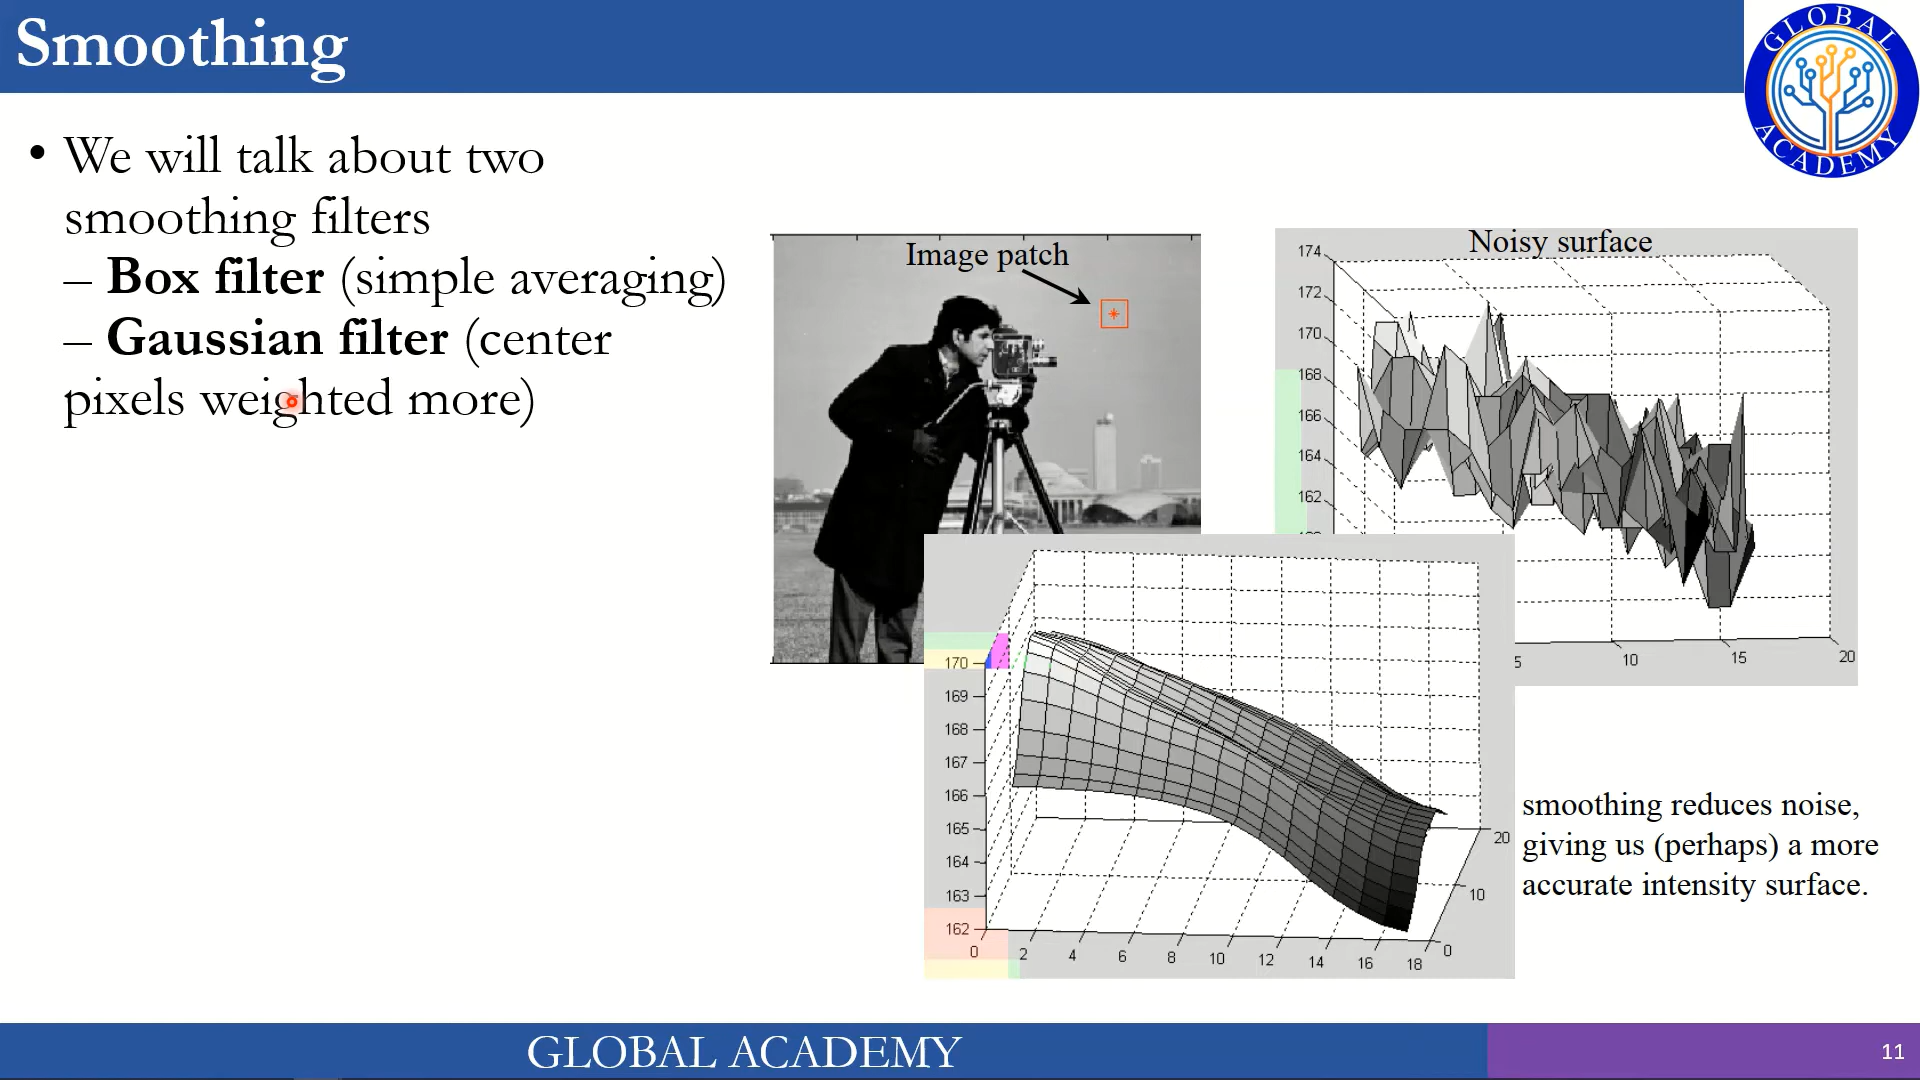 Smoothing
GLOBAL
ACADEMY
• We will talk about two
smoothing filters
– Box filter (simple averaging)
– Gaussian filter (center
pixels weighted more)
Image patch
Noisy surface
174
172
170
168
166
164
162
5
10
15
20
170
169
168
167
166
165
164
163
162
0
2
4
6
8
10
12
14
16
18
0
10
20
smoothing reduces noise,
giving us (perhaps) a more
accurate intensity surface.
GLOBAL ACADEMY
11